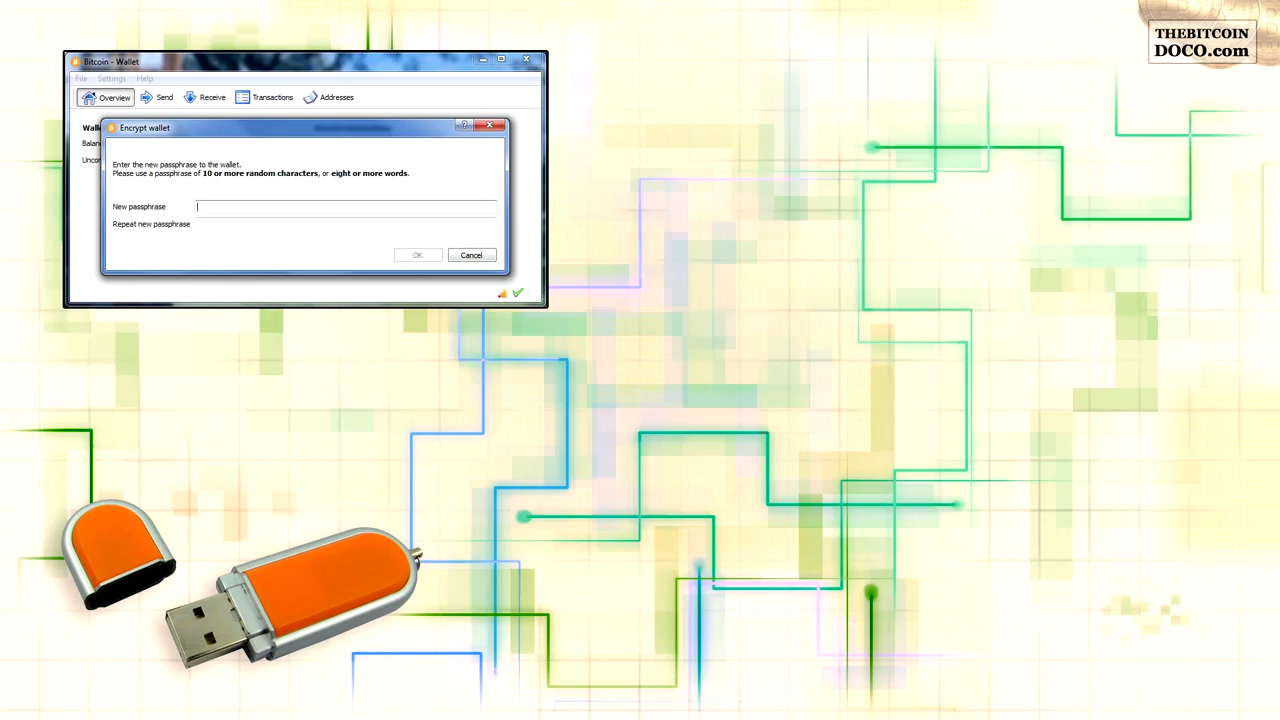 THEBITCOIN
DOCO.com
Bitcoin - Wallet
File Settings Help
Overview Send Receive Transactions Addresses
Encrypt wallet
Enter the new passphrase to the wallet.
Please use a passphrase of 10 or more random characters, or eight or more words.
New passphrase
Repeat new passphrase
OK Cancel